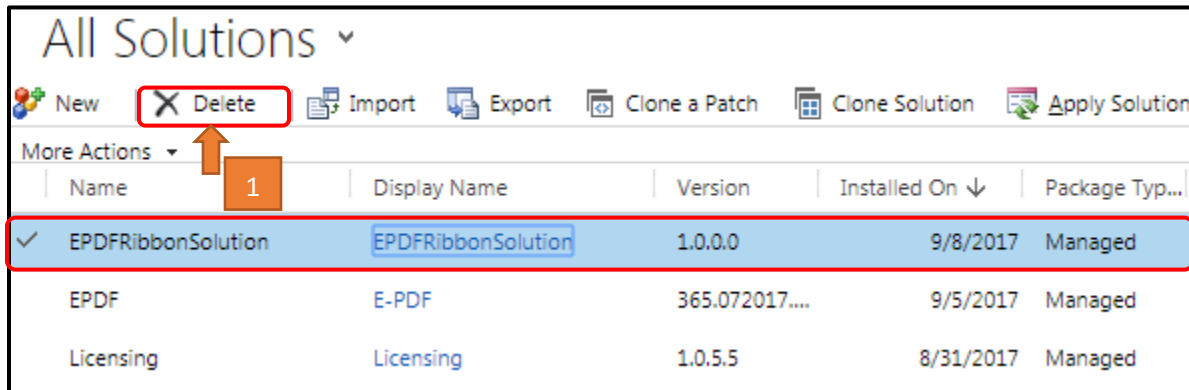 All Solutions
New Delete Import Export Clone a Patch Clone Solution Apply Solution
More Actions
1
Name Display Name Version Installed On Package Typ...
EPDFRibbonSolution EPDFRibbonSolution 1.0.0.0 9/8/2017 Managed
EPDF E-PDF 365.072017.... 9/5/2017 Managed
Licensing Licensing 1.0.5.5 8/31/2017 Managed